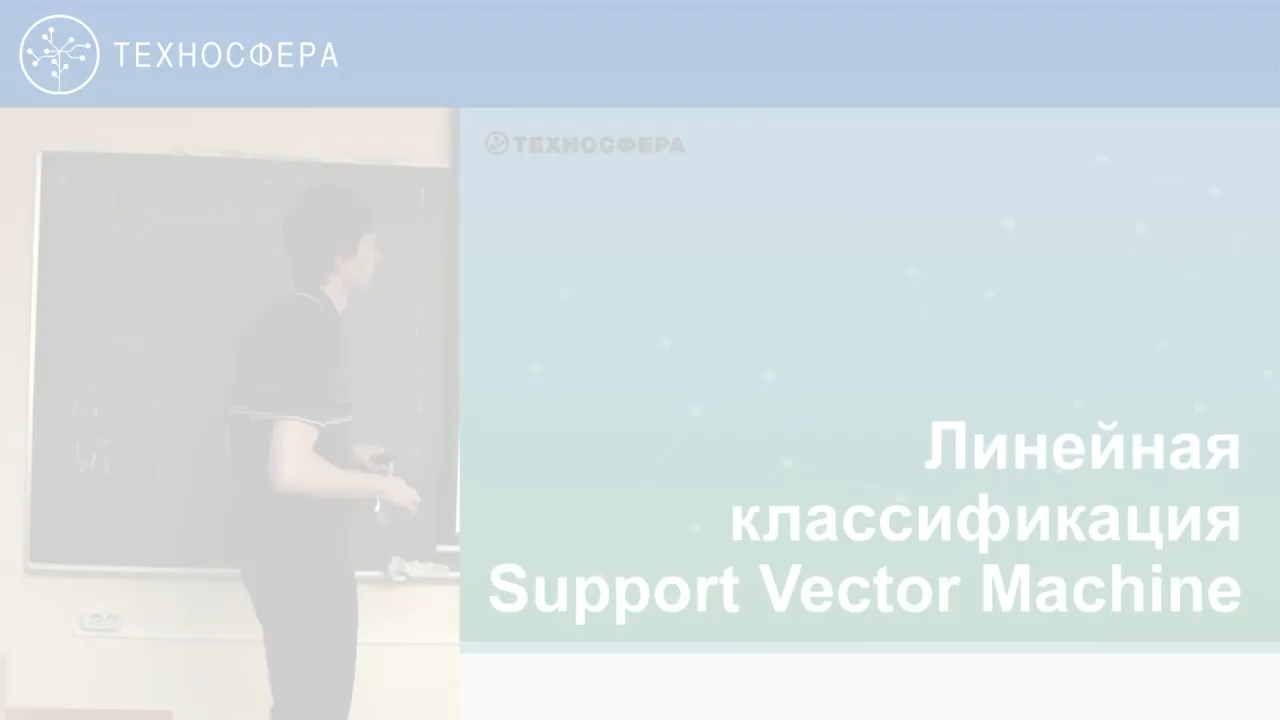 ТЕХНОСФЕРА
ТЕХНОСФЕРА
Линейная
классификация
Support Vector Machine